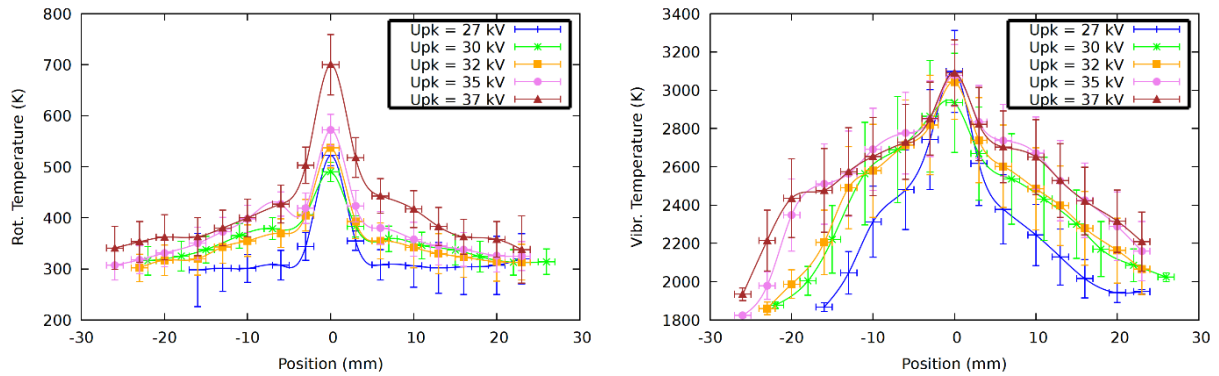 800
700
600
500
400
300
200
Rot. Temperature (K)
Upk = 27 kV
Upk = 30 kV
Upk = 32 kV
Upk = 35 kV
Upk = 37 kV
-30 -20 -10 0 10 20 30
Position (mm)
3400
3200
3000
2800
2600
2400
2200
2000
1800
Vibr. Temperature (K)
Upk = 27 kV
Upk = 30 kV
Upk = 32 kV
Upk = 35 kV
Upk = 37 kV
-30 -20 -10 0 10 20 30
Position (mm)